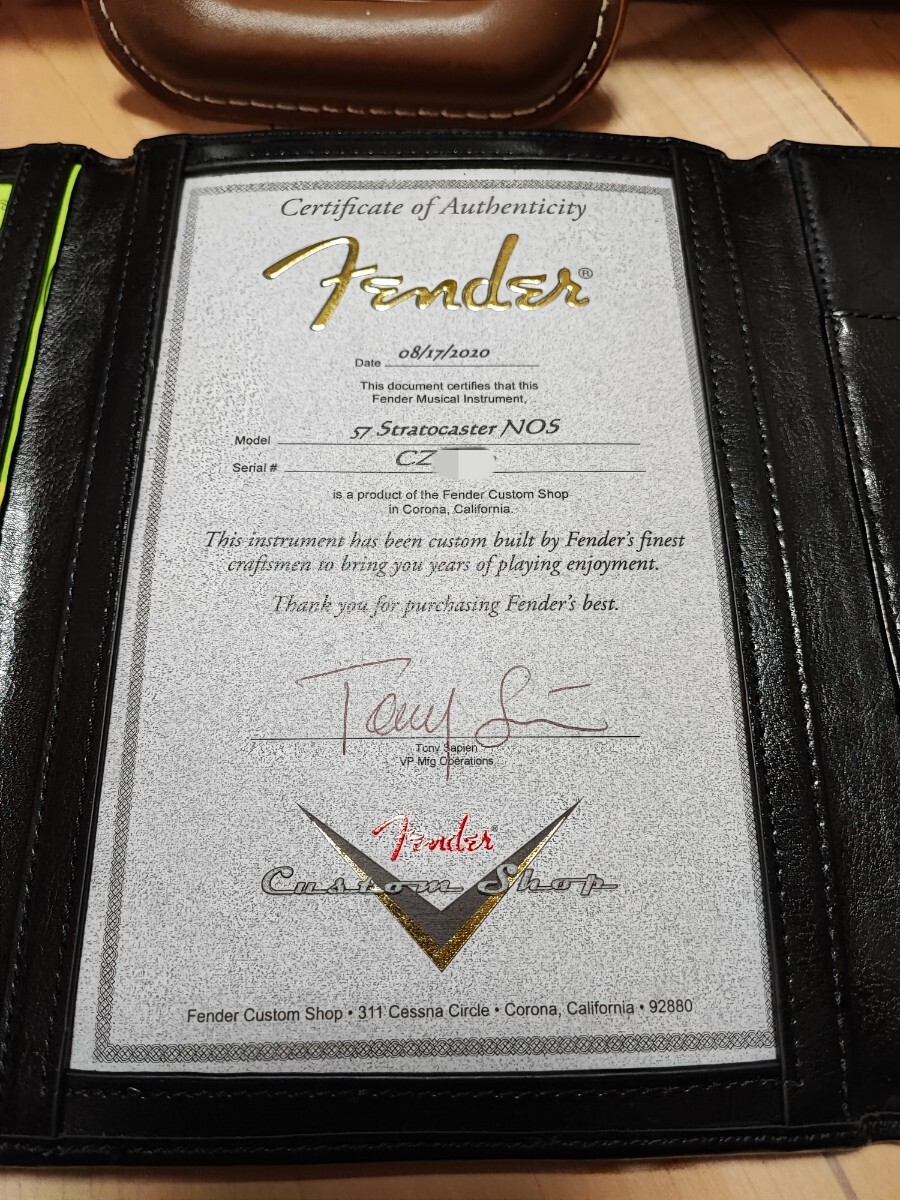 Certificate of Authenticity
Fender®
Date 08/17/2020
This document certifies that this
Fender Musical Instrument,
Model 57 Stratocaster NOS
Serial # CZ
is a product of the Fender Custom Shop
in Corona, California.
This instrument has been custom built by Fender's finest
craftsmen to bring you years of playing enjoyment.
Thank you for purchasing Fender's best.
Tony Sapien
VP Mfg Operations
Fender®
Custom Shop
Fender Custom Shop • 311 Cessna Circle • Corona, California • 92880